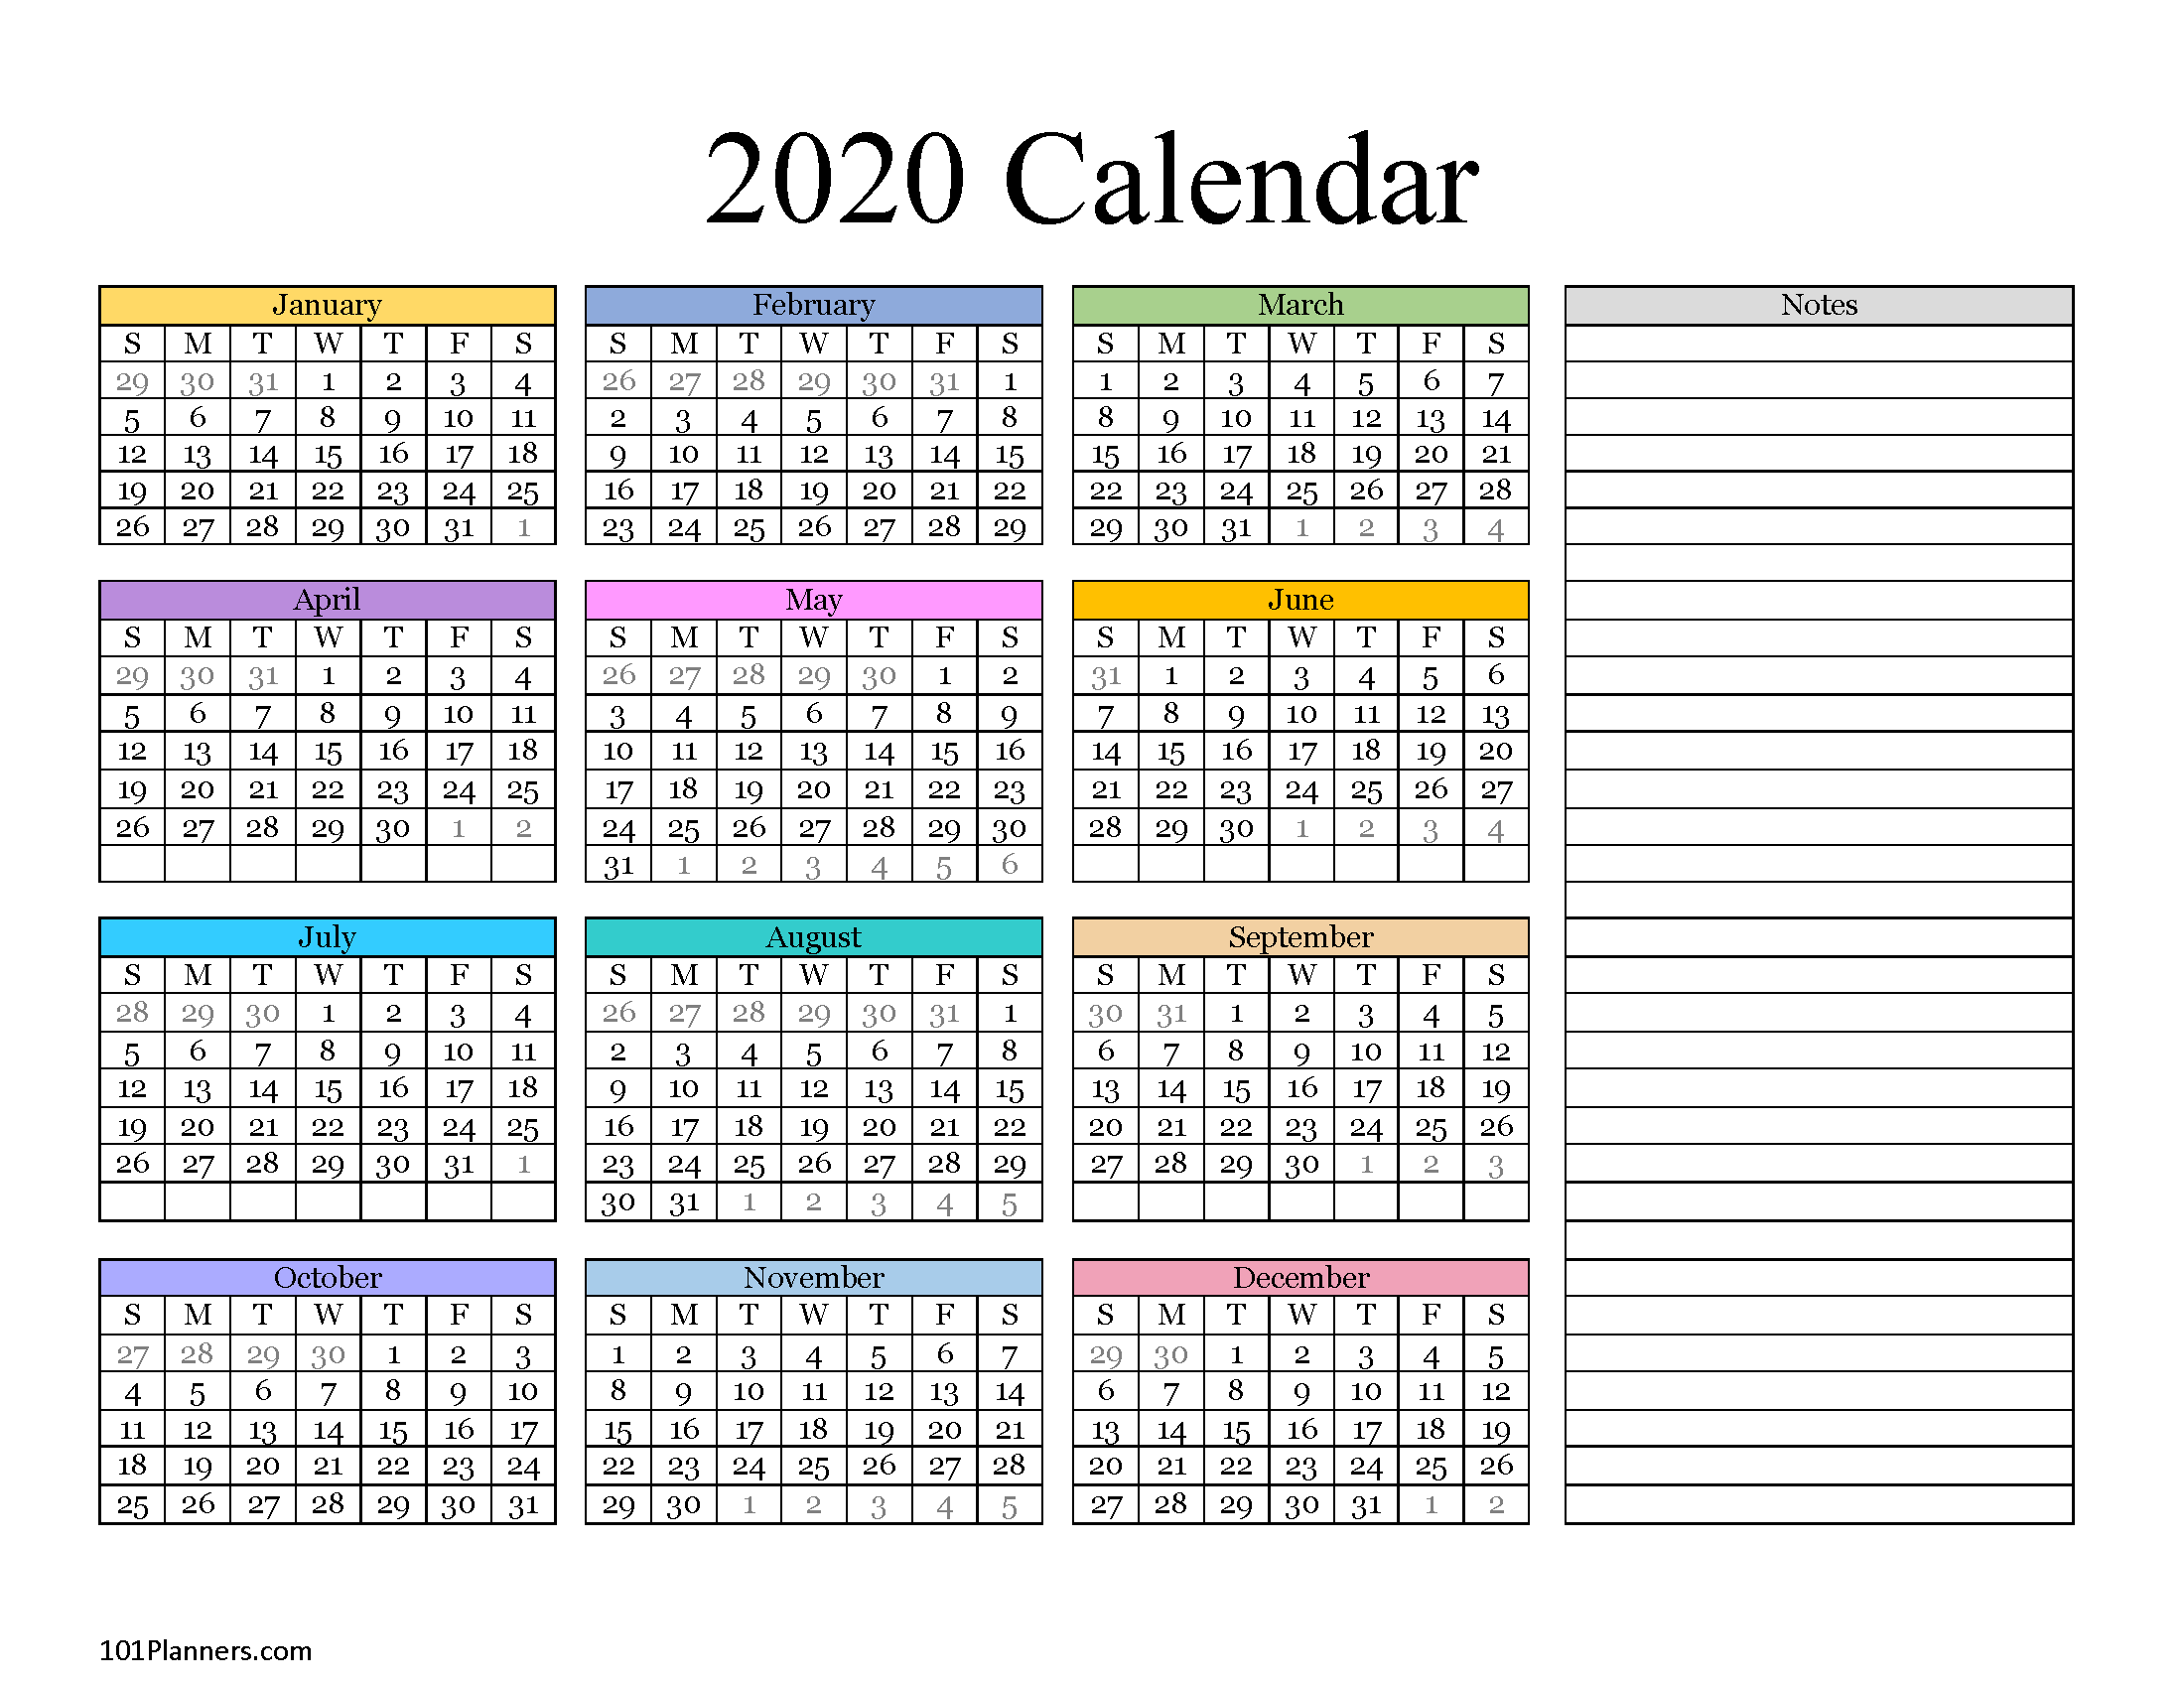 2020 Calendar
January
S M T W T F S
29 30 31 1 2 3 4
5 6 7 8 9 10 11
12 13 14 15 16 17 18
19 20 21 22 23 24 25
26 27 28 29 30 31 1
February
S M T W T F S
26 27 28 29 30 31 1
2 3 4 5 6 7 8
9 10 11 12 13 14 15
16 17 18 19 20 21 22
23 24 25 26 27 28 29
March
S M T W T F S
1 2 3 4 5 6 7
8 9 10 11 12 13 14
15 16 17 18 19 20 21
22 23 24 25 26 27 28
29 30 31 1 2 3 4
Notes
April
S M T W T F S
29 30 31 1 2 3 4
5 6 7 8 9 10 11
12 13 14 15 16 17 18
19 20 21 22 23 24 25
26 27 28 29 30 1 2
May
S M T W T F S
26 27 28 29 30 1 2
3 4 5 6 7 8 9
10 11 12 13 14 15 16
17 18 19 20 21 22 23
24 25 26 27 28 29 30
31 1 2 3 4 5 6
June
S M T W T F S
31 1 2 3 4 5 6
7 8 9 10 11 12 13
14 15 16 17 18 19 20
21 22 23 24 25 26 27
28 29 30 1 2 3 4
July
S M T W T F S
28 29 30 1 2 3 4
5 6 7 8 9 10 11
12 13 14 15 16 17 18
19 20 21 22 23 24 25
26 27 28 29 30 31 1
August
S M T W T F S
26 27 28 29 30 31 1
2 3 4 5 6 7 8
9 10 11 12 13 14 15
16 17 18 19 20 21 22
23 24 25 26 27 28 29
30 31 1 2 3 4 5
September
S M T W T F S
30 31 1 2 3 4 5
6 7 8 9 10 11 12
13 14 15 16 17 18 19
20 21 22 23 24 25 26
27 28 29 30 1 2 3
October
S M T W T F S
27 28 29 30 1 2 3
4 5 6 7 8 9 10
11 12 13 14 15 16 17
18 19 20 21 22 23 24
25 26 27 28 29 30 31
November
S M T W T F S
1 2 3 4 5 6 7
8 9 10 11 12 13 14
15 16 17 18 19 20 21
22 23 24 25 26 27 28
29 30 1 2 3 4 5
December
S M T W T F S
29 30 1 2 3 4 5
6 7 8 9 10 11 12
13 14 15 16 17 18 19
20 21 22 23 24 25 26
27 28 29 30 31 1 2
101Planners.com